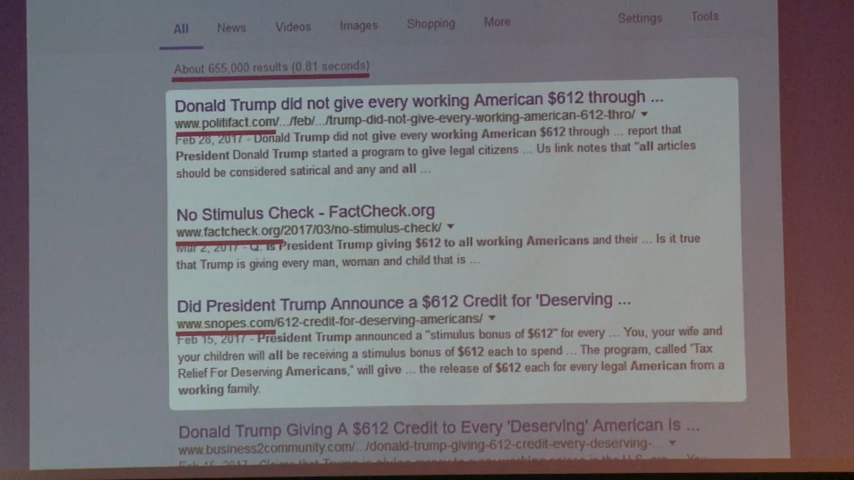 All News Videos Images Shopping More Settings Tools
About 655,000 results (0.81 seconds)
Donald Trump did not give every working American $612 through ...
www.politifact.com/.../feb/.../trump-did-not-give-every-working-american-612-thro/
Feb 28, 2017 - Donald Trump did not give every working American $612 through ... report that
President Donald Trump started a program to give legal citizens ... Us link notes that "all articles
should be considered satirical and any and all ...
No Stimulus Check - FactCheck.org
www.factcheck.org/2017/03/no-stimulus-check/
Mar 2, 2017 - Q: Is President Trump giving $612 to all working Americans and their ... Is it true
that Trump is giving every man, woman and child that is ...
Did President Trump Announce a $612 Credit for 'Deserving ...
www.snopes.com/612-credit-for-deserving-americans/
Feb 15, 2017 - President Trump announced a "stimulus bonus of $612" for every ... You, your wife and
your children will all be receiving a stimulus bonus of $612 each to spend ... The program, called "Tax
Relief For Deserving Americans," will give ... the release of $612 each for every legal American from a
working family.
Donald Trump Giving A $612 Credit to Every 'Deserving' American Is ...
www.business2community.com/.../donald-trump-giving-612-credit-every-deserving-...
Feb 15, 2017 - Claims that Trump is